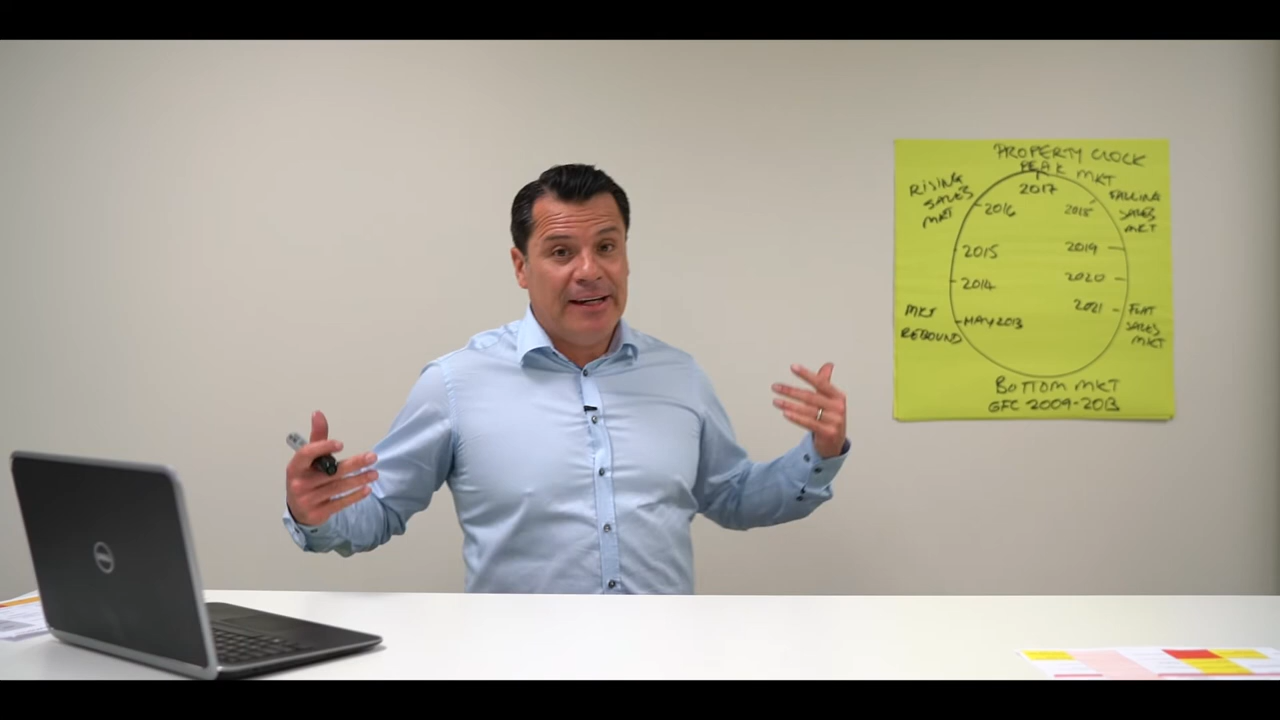 PROPERTY CLOCK
PEAK MKT
RISING
SALES
MKT
2017
FALLING
SALES
MKT
2016
2018
2015
2019
2014
2020
MKT
REBOUND
MAY 2013
2021
FLAT
SALES
MKT
BOTTOM MKT
GFC 2009-2013
DELL